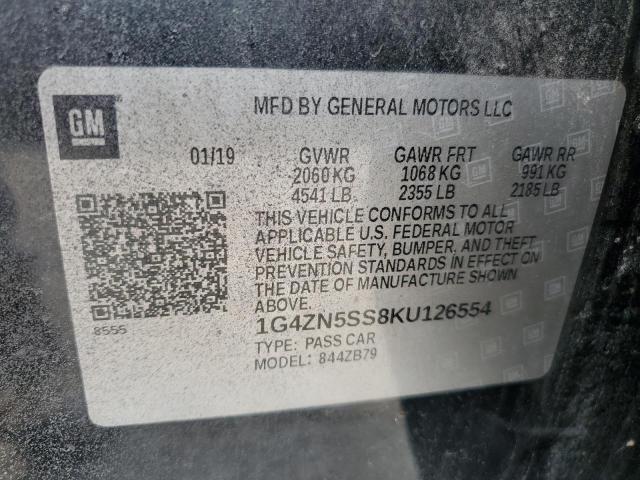 GM
MFD BY GENERAL MOTORS LLC
01/19 GVWR GAWR FRT GAWR RR
2060 KG 1068 KG 991 KG
4541 LB 2355 LB 2185 LB
THIS VEHICLE CONFORMS TO ALL
APPLICABLE U.S. FEDERAL MOTOR
VEHICLE SAFETY, BUMPER, AND THEFT
PREVENTION STANDARDS IN EFFECT ON
THE DATE OF MANUFACTURE SHOWN
ABOVE.
8555
1G4ZN5SS8KU126554
TYPE: PASS CAR
MODEL: 844ZB79